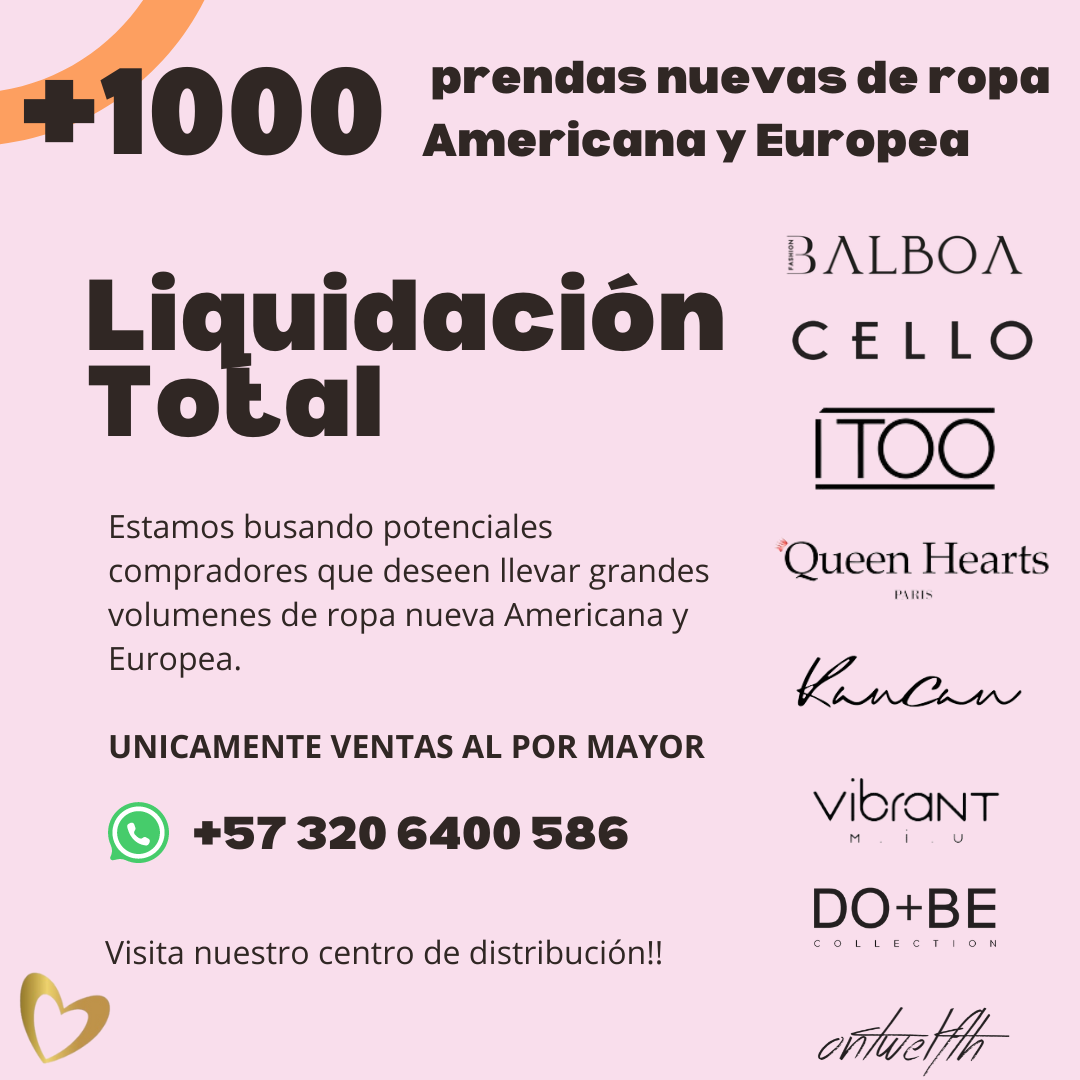 +1000
prendas nuevas de ropa
Americana y Europea
Liquidación
Total
Estamos busando potenciales
compradores que deseen llevar grandes
volumenes de ropa nueva Americana y
Europea.
UNICAMENTE VENTAS AL POR MAYOR
+57 320 6400 586
Visita nuestro centro de distribución!!
FASHION
BALBOA
CELLO
ITOO
Queen Hearts
PARIS
KanCan
VibraNT
M.i.U
DO+BE
COLLECTION
ontwelfth